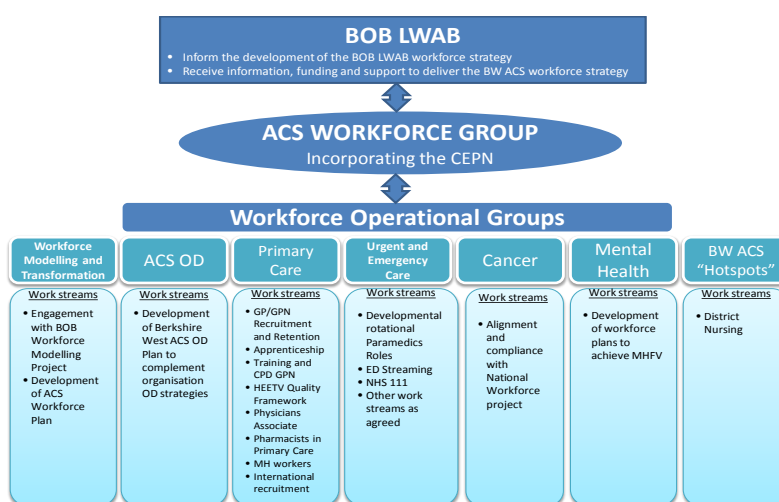 BOB LWAB
• Inform the development of the BOB LWAB workforce strategy
• Receive information, funding and support to deliver the BW ACS workforce strategy
ACS WORKFORCE GROUP
Incorporating the CEPN
Workforce Operational Groups
Workforce
Modelling and
Transformation
Work streams
• Engagement
with BOB
Workforce
Modelling
Project
• Development
of ACS
Workforce
Plan
ACS OD
Work streams
• Development
of Berkshire
West ACS OD
Plan to
complement
organisation
OD strategies
Primary
Care
Work streams
• GP/GPN
Recruitment
and Retention
• Apprenticeship
• Training and
CPD GPN
• HEETV Quality
Framework
• Physicians
Associate
• Pharmacists in
Primary Care
• MH workers
• International
recruitment
Urgent and
Emergency
Care
Work streams
• Developmental
rotational
Paramedics
Roles
• ED Streaming
• NHS 111
• Other work
streams as
agreed
Cancer
Work streams
• Alignment
and
compliance
with
National
Workforce
project
Mental
Health
Work streams
• Development
of workforce
plans to
achieve MHFV
BW ACS
“Hotspots”
Work streams
• District
Nursing